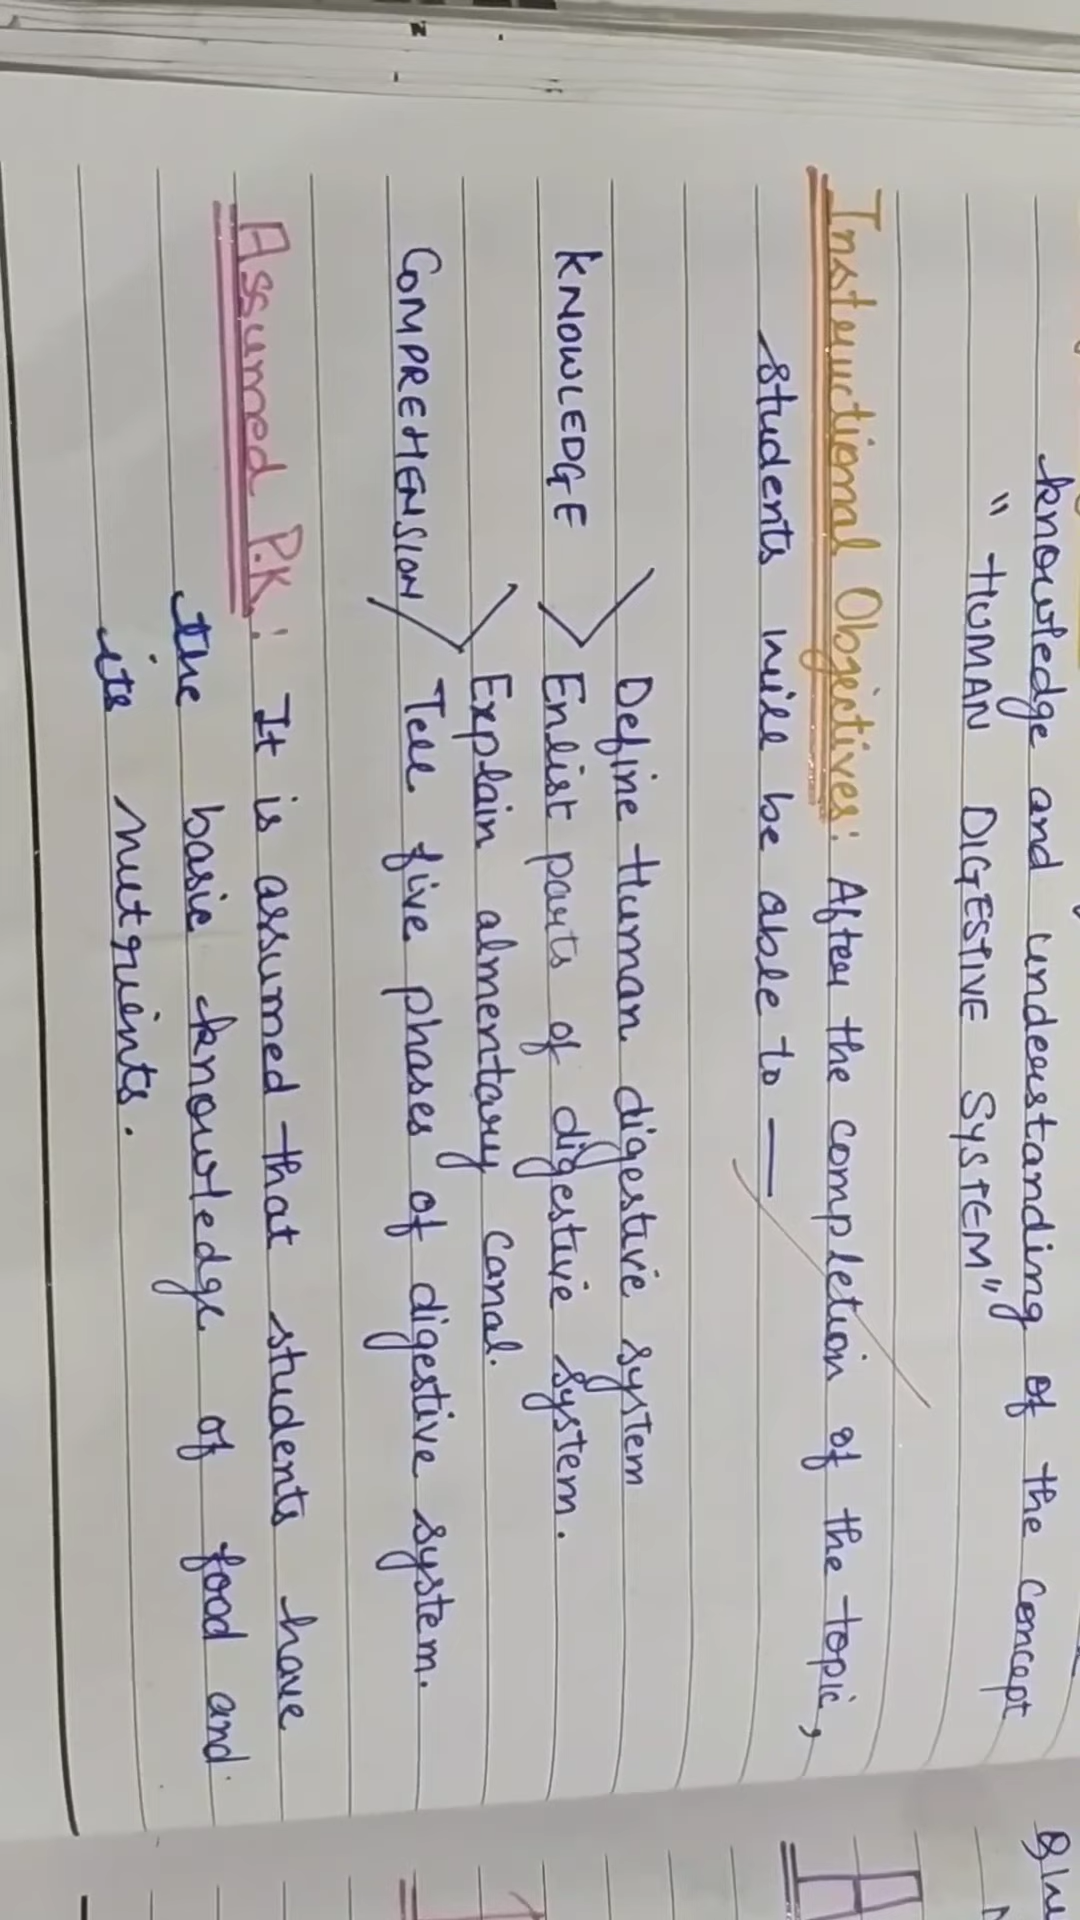 knowledge and understanding of the concept
" HUMAN DIGESTIVE SYSTEM"
Instructional Objectives: After the completion of the topic,
students will be able to —
Define Human digestive system
KNOWLEDGE > Enlist parts of digestive system.
Explain almentary canal.
COMPREHENSION > Tell five phases of digestive system.
Assumed P.K.: It is assumed that students have
the basic knowledge of food and
its nutrients.